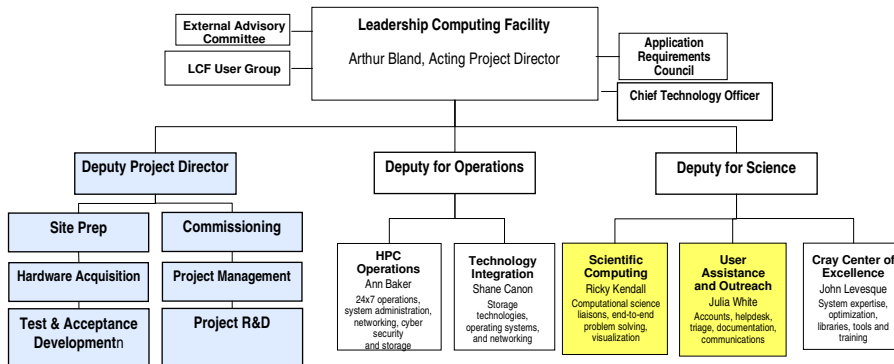 Leadership Computing Facility
Arthur Bland, Acting Project Director
External Advisory
Committee
LCF User Group
Application
Requirements
Council
Chief Technology Officer
Deputy Project Director
Deputy for Operations
Deputy for Science
Site Prep
Commissioning
Hardware Acquisition
Project Management
Test & Acceptance
Developmentn
Project R&D
HPC
Operations
Ann Baker
24x7 operations,
system administration,
networking, cyber
security
and storage
Technology
Integration
Shane Canon
Storage
technologies,
operating systems,
and networking
Scientific
Computing
Ricky Kendall
Computational science
liaisons, end-to-end
problem solving,
visualization
User
Assistance
and Outreach
Julia White
Accounts, helpdesk,
triage, documentation,
communications
Cray Center of
Excellence
John Levesque
System expertise,
optimization,
libraries, tools and
training